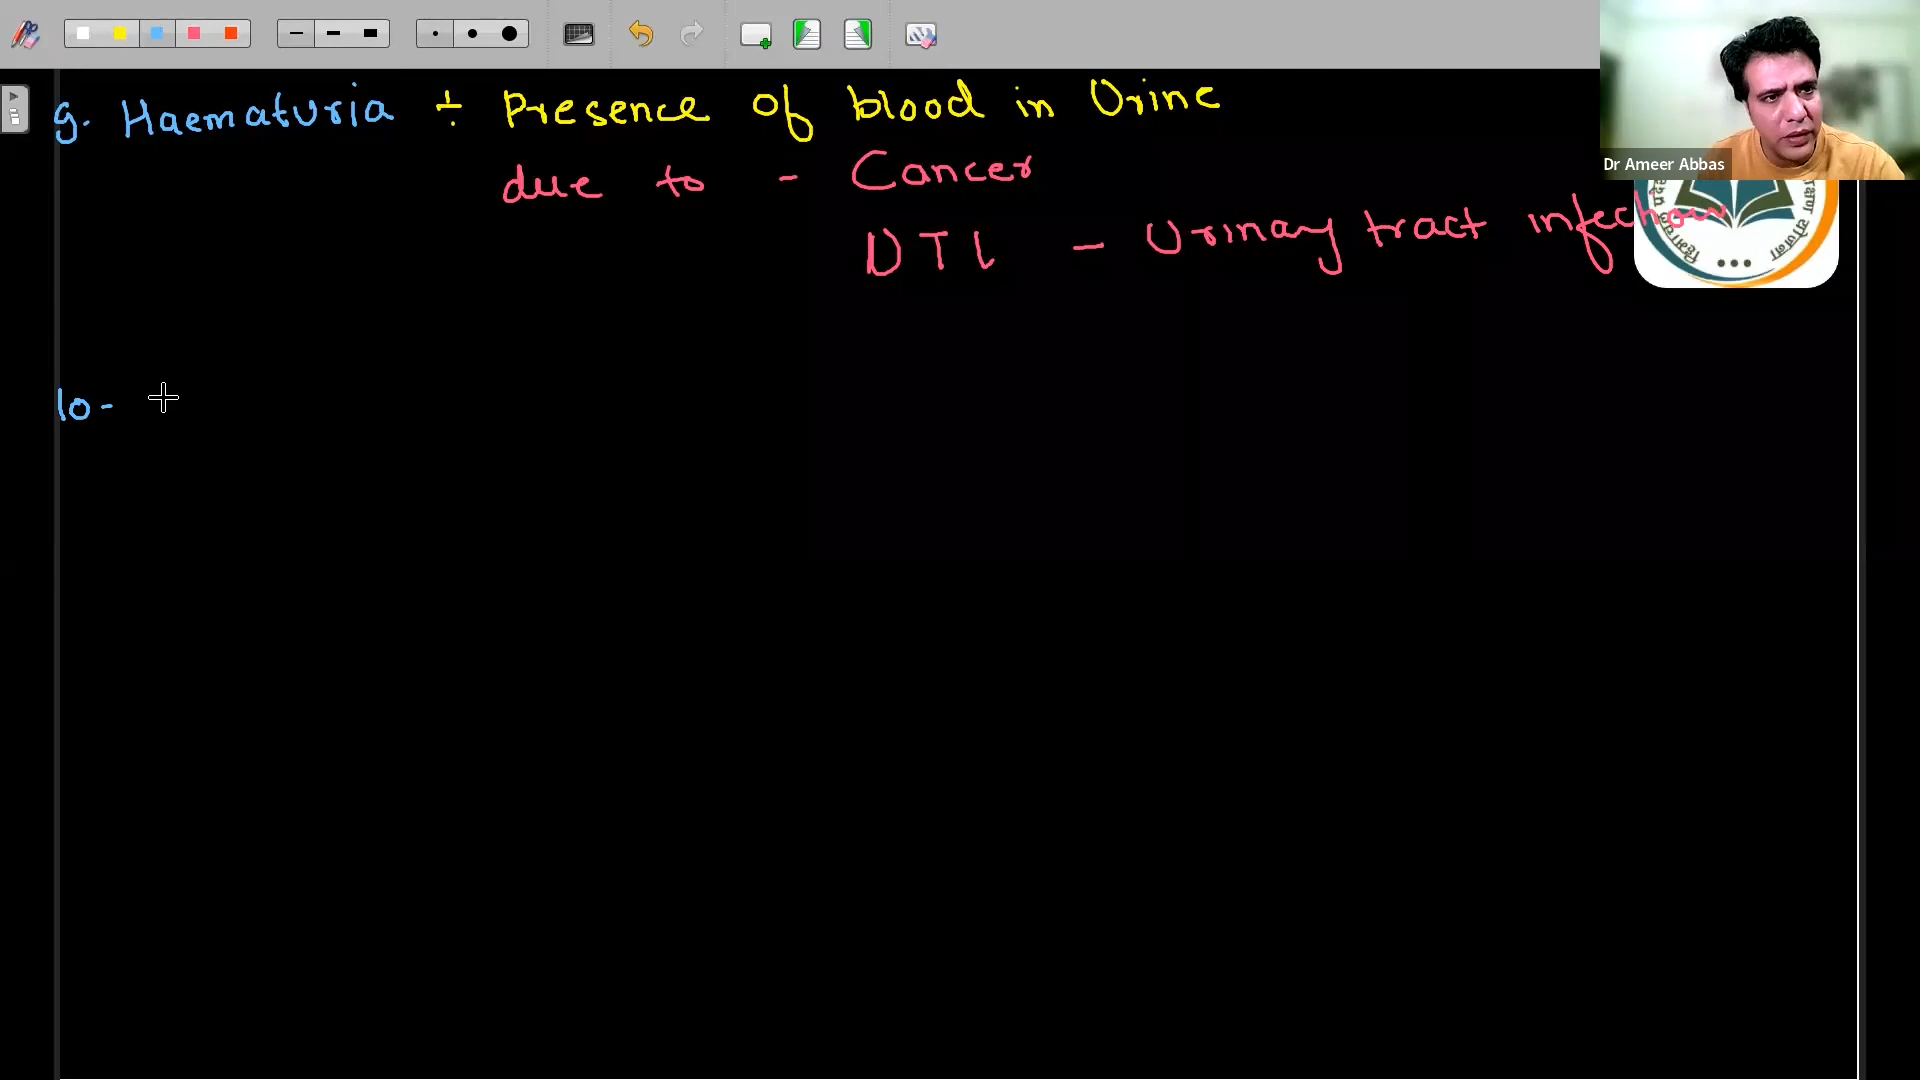 9. Haematuria ÷ Presence of blood in Urine
due to - Cancer
UTI - Urinary tract infection
10-
Dr Ameer Abbas